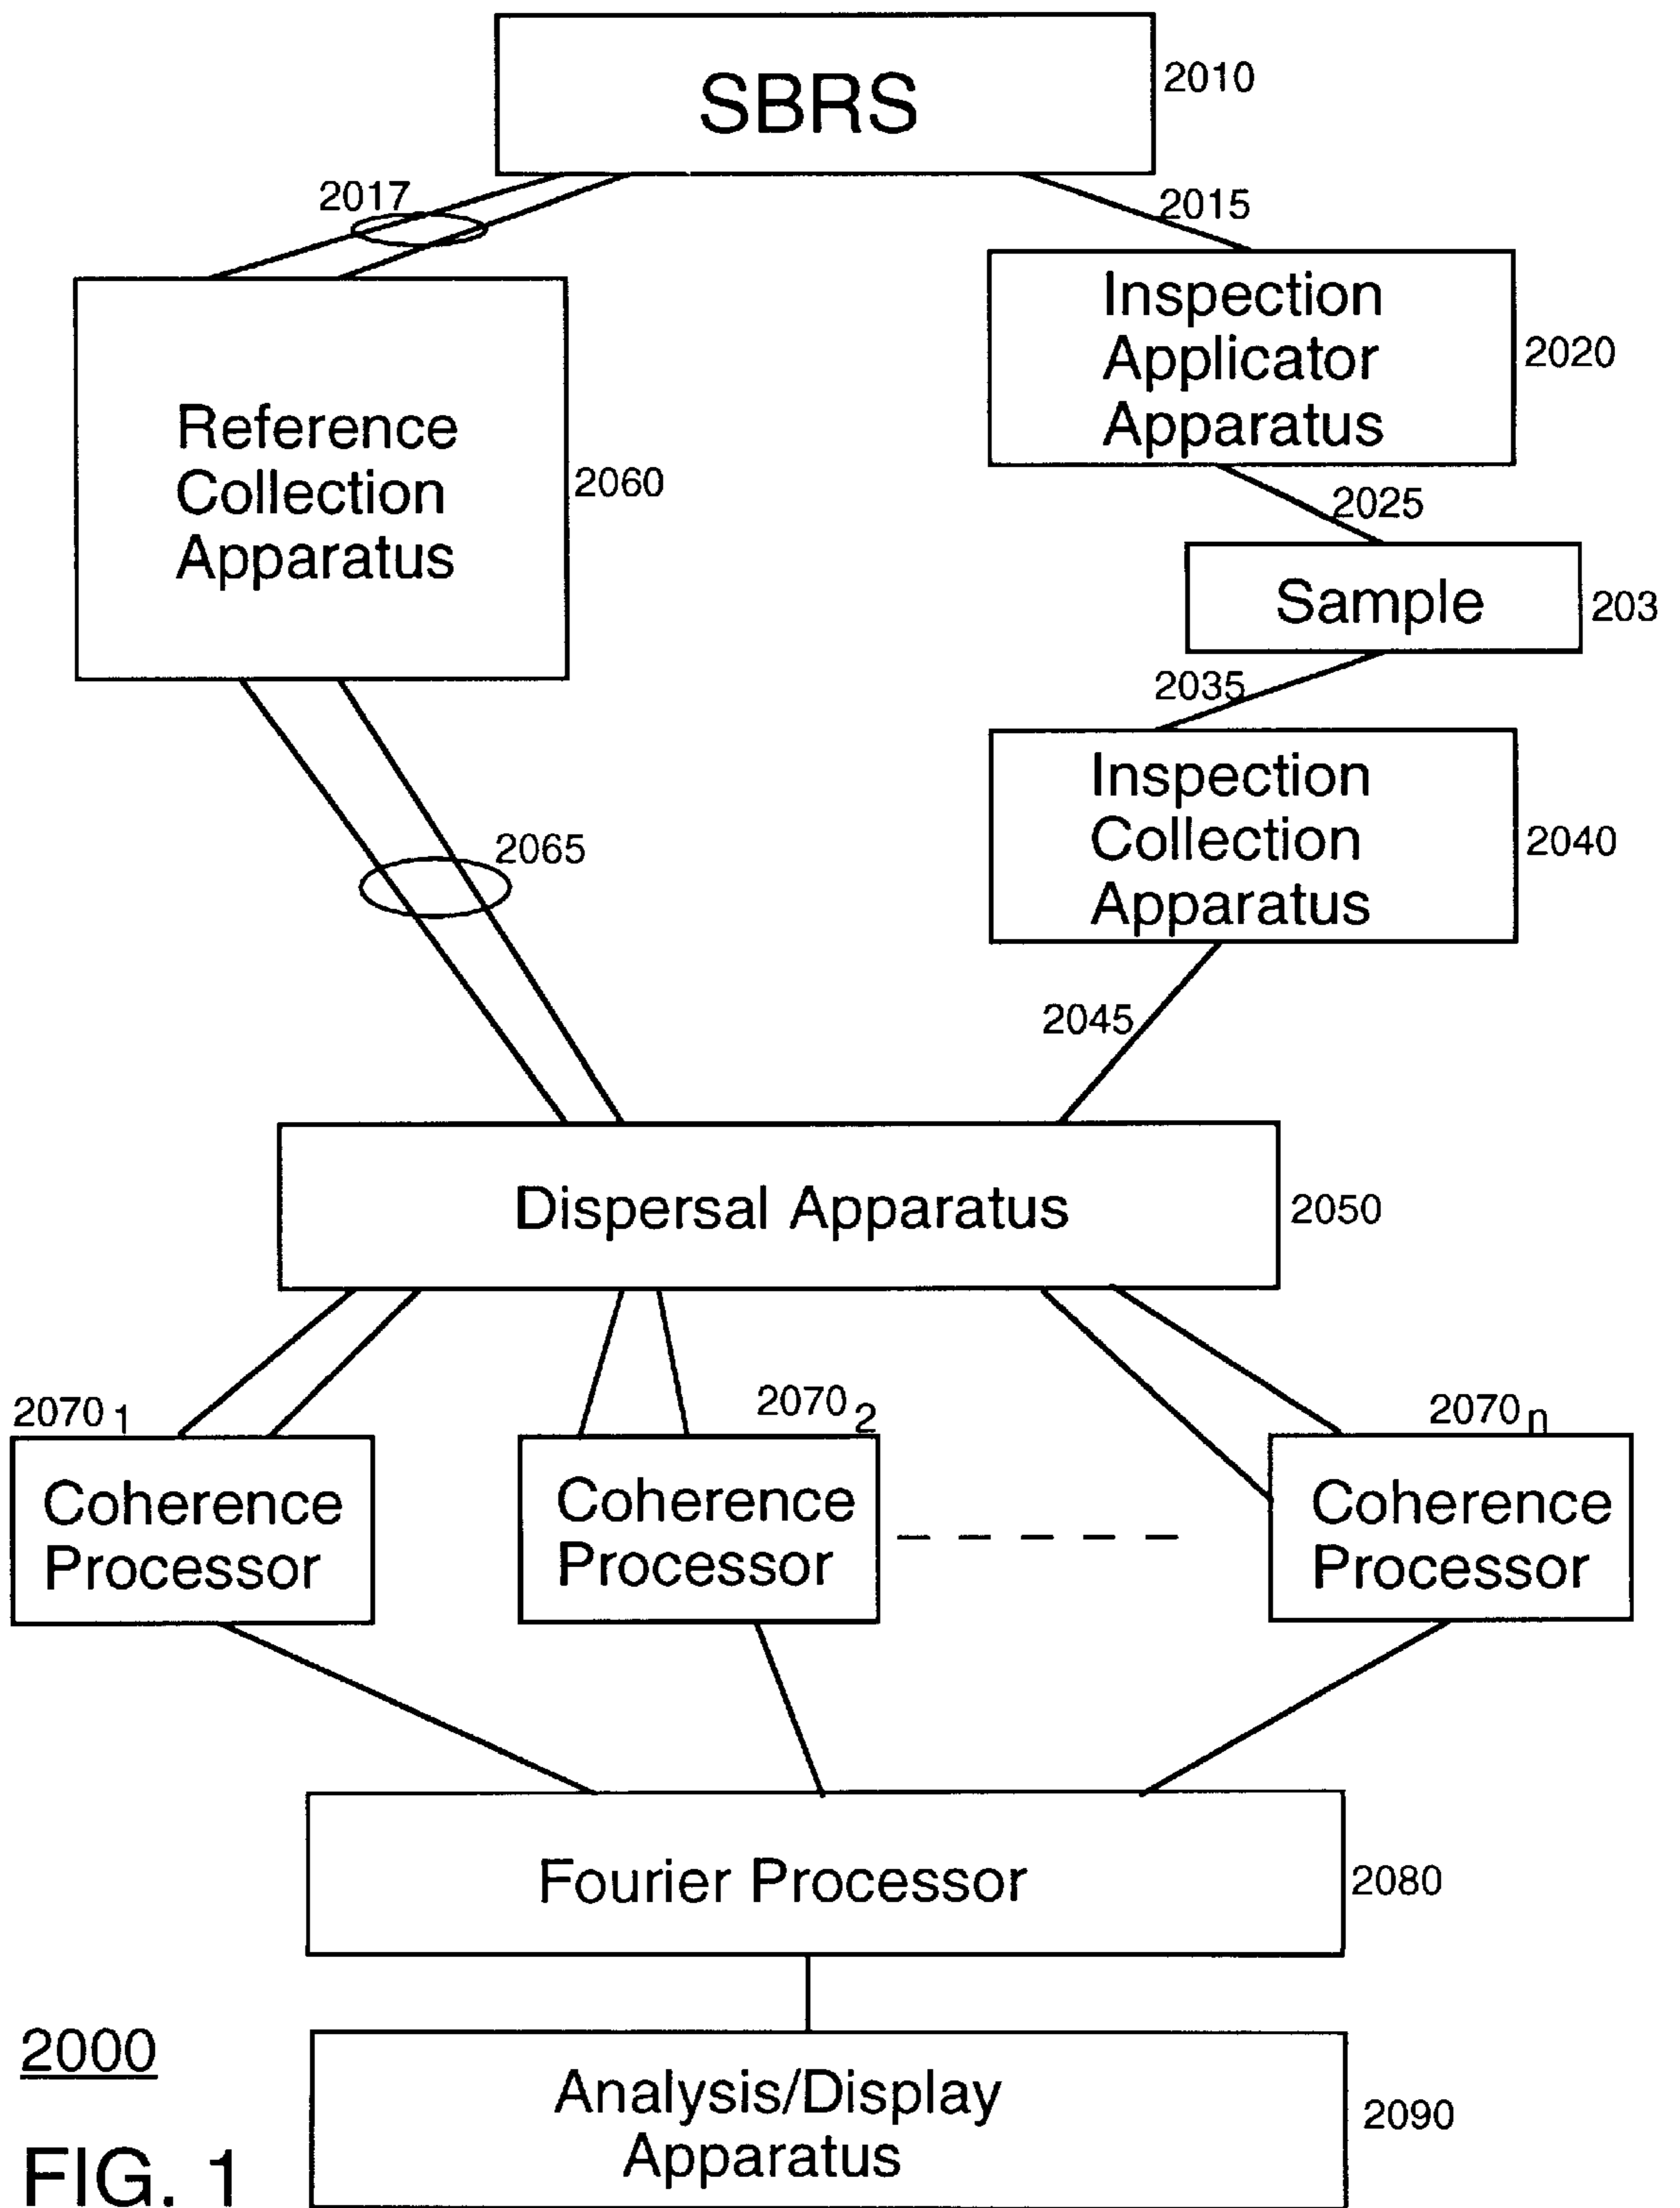 SBRS
2010
2017
2015
Inspection
Applicator
Apparatus
2020
Reference
Collection
Apparatus
2060
2025
Sample
203
2035
Inspection
Collection
Apparatus
2040
2065
2045
Dispersal Apparatus
2050
2070 1
2070 2
2070 n
Coherence
Processor
Coherence
Processor
Coherence
Processor
Fourier Processor
2080
2000
Analysis/Display
Apparatus
2090
FIG. 1